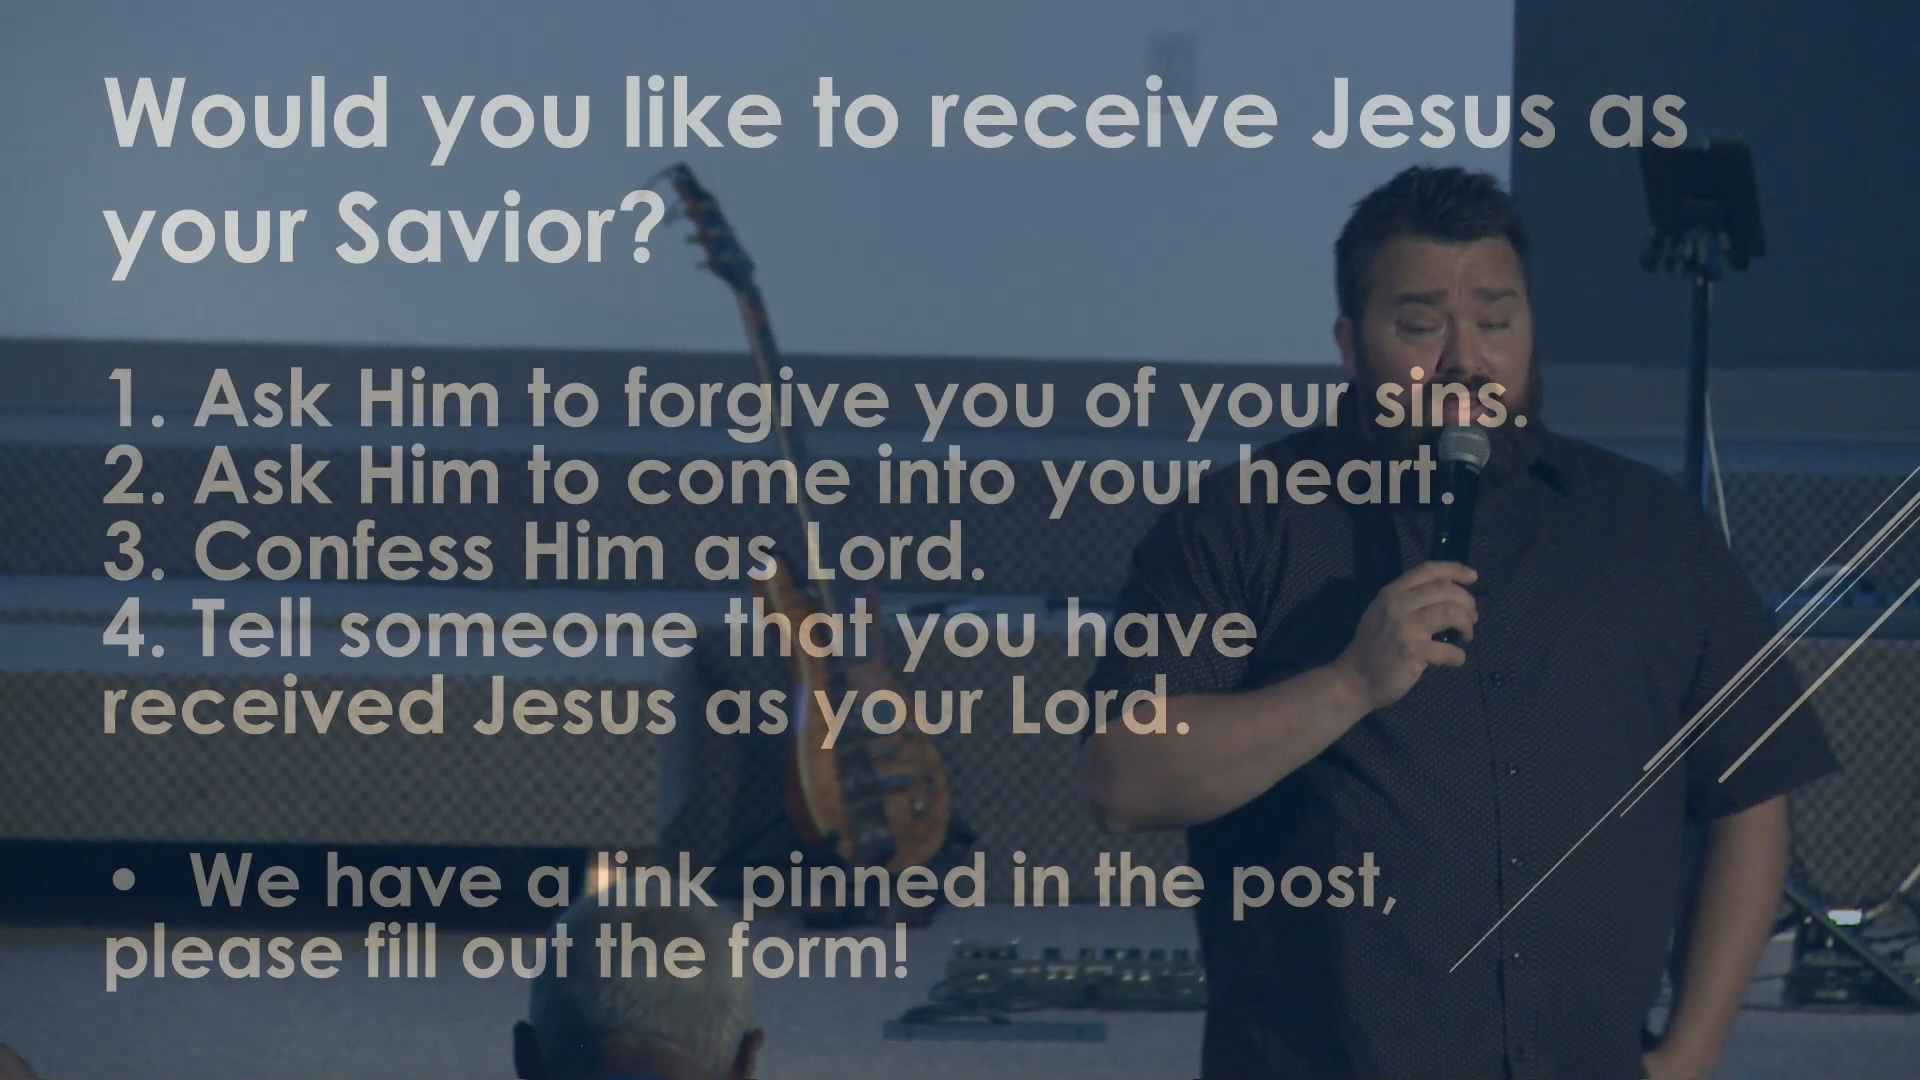 Would you like to receive Jesus as
your Savior?
1. Ask Him to forgive you of your sins.
2. Ask Him to come into your heart.
3. Confess Him as Lord.
4. Tell someone that you have
received Jesus as your Lord.
• We have a link pinned in the post,
please fill out the form!